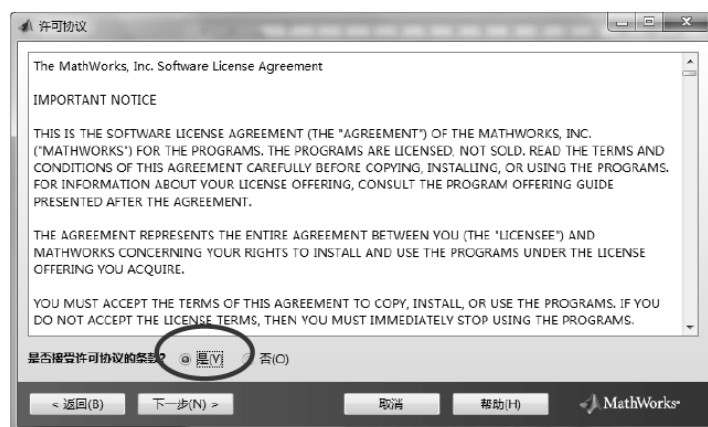 许可协议
The MathWorks, Inc. Software License Agreement
IMPORTANT NOTICE
THIS IS THE SOFTWARE LICENSE AGREEMENT (THE "AGREEMENT") OF THE MATHWORKS, INC.
("MATHWORKS") FOR THE PROGRAMS. THE PROGRAMS ARE LICENSED, NOT SOLD. READ THE TERMS AND
CONDITIONS OF THIS AGREEMENT CAREFULLY BEFORE COPYING, INSTALLING, OR USING THE PROGRAMS.
FOR INFORMATION ABOUT YOUR LICENSE OFFERING, CONSULT THE PROGRAM OFFERING GUIDE
PRESENTED AFTER THE AGREEMENT.
THE AGREEMENT REPRESENTS THE ENTIRE AGREEMENT BETWEEN YOU (THE "LICENSEE") AND
MATHWORKS CONCERNING YOUR RIGHTS TO INSTALL AND USE THE PROGRAMS UNDER THE LICENSE
OFFERING YOU ACQUIRE.
YOU MUST ACCEPT THE TERMS OF THIS AGREEMENT TO COPY, INSTALL, OR USE THE PROGRAMS. IF YOU
DO NOT ACCEPT THE LICENSE TERMS, THEN YOU MUST IMMEDIATELY STOP USING THE PROGRAMS.
是否接受许可协议的条款? 是(Y) 否(O)
< 返回(B) 下一步(N) > 取消 帮助(H) MathWorks